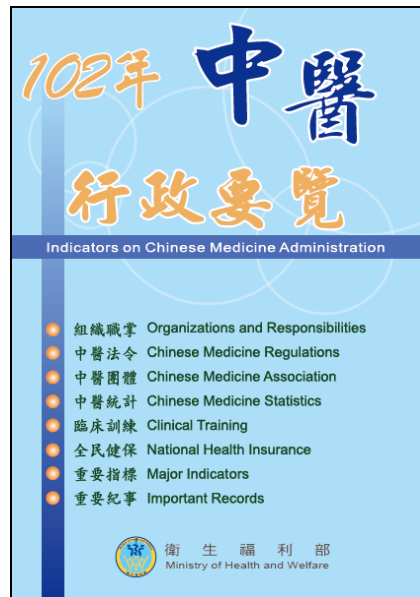 102年 中醫
行政要覽
Indicators on Chinese Medicine Administration
組織職掌 Organizations and Responsibilities
中醫法令 Chinese Medicine Regulations
中醫團體 Chinese Medicine Association
中醫統計 Chinese Medicine Statistics
臨床訓練 Clinical Training
全民健保 National Health Insurance
重要指標 Major Indicators
重要紀事 Important Records
衛生福利部
Ministry of Health and Welfare